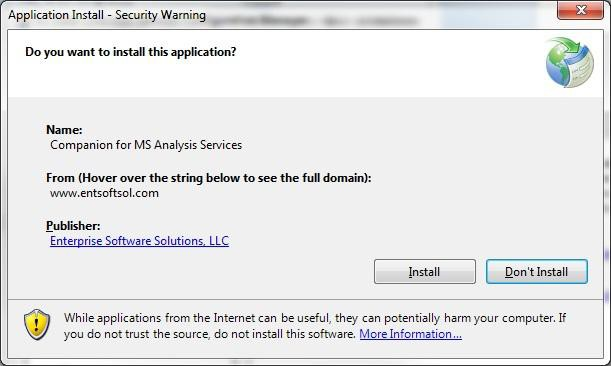 Application Install - Security Warning
Do you want to install this application?
Name:
Companion for MS Analysis Services
From (Hover over the string below to see the full domain):
www.entsoftsol.com
Publisher:
Enterprise Software Solutions, LLC
Install
Don't Install
While applications from the Internet can be useful, they can potentially harm your computer. If
you do not trust the source, do not install this software. More Information...